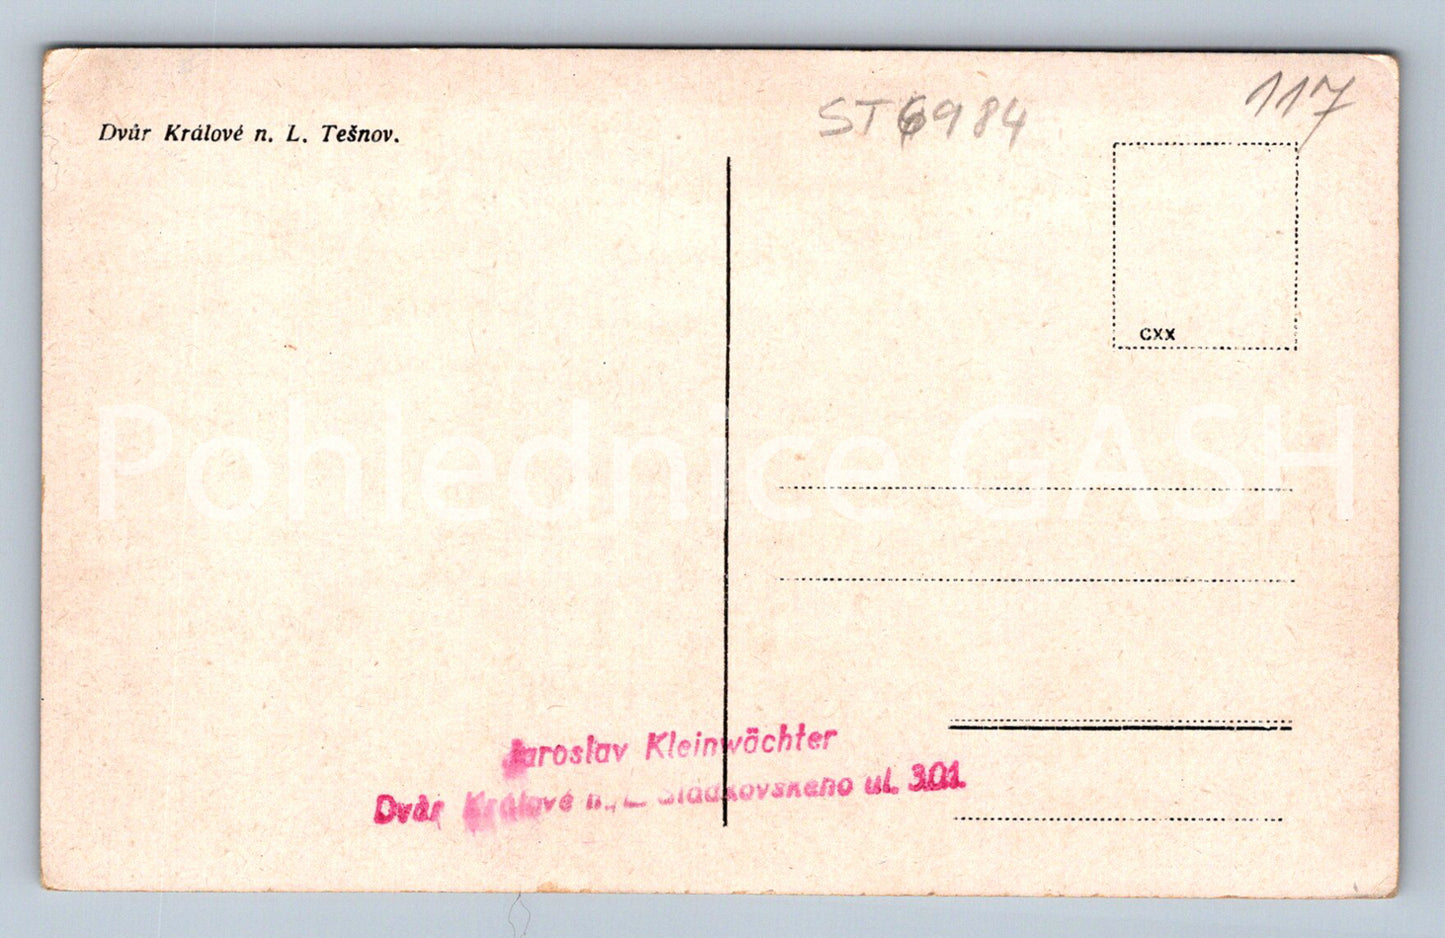 Dvůr Králové n. L. Tešnov.
ST6984
117
CXX
Pohlednice GASH
Jaroslav Kleinwächter
Dvůr Králové n. L. Sladkovského ul. 301